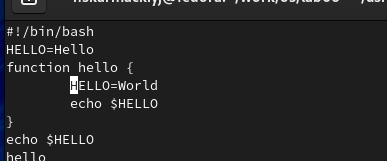 #!/bin/bash
HELLO=Hello
function hello {
HELLO=World
echo $HELLO
}
echo $HELLO
hello